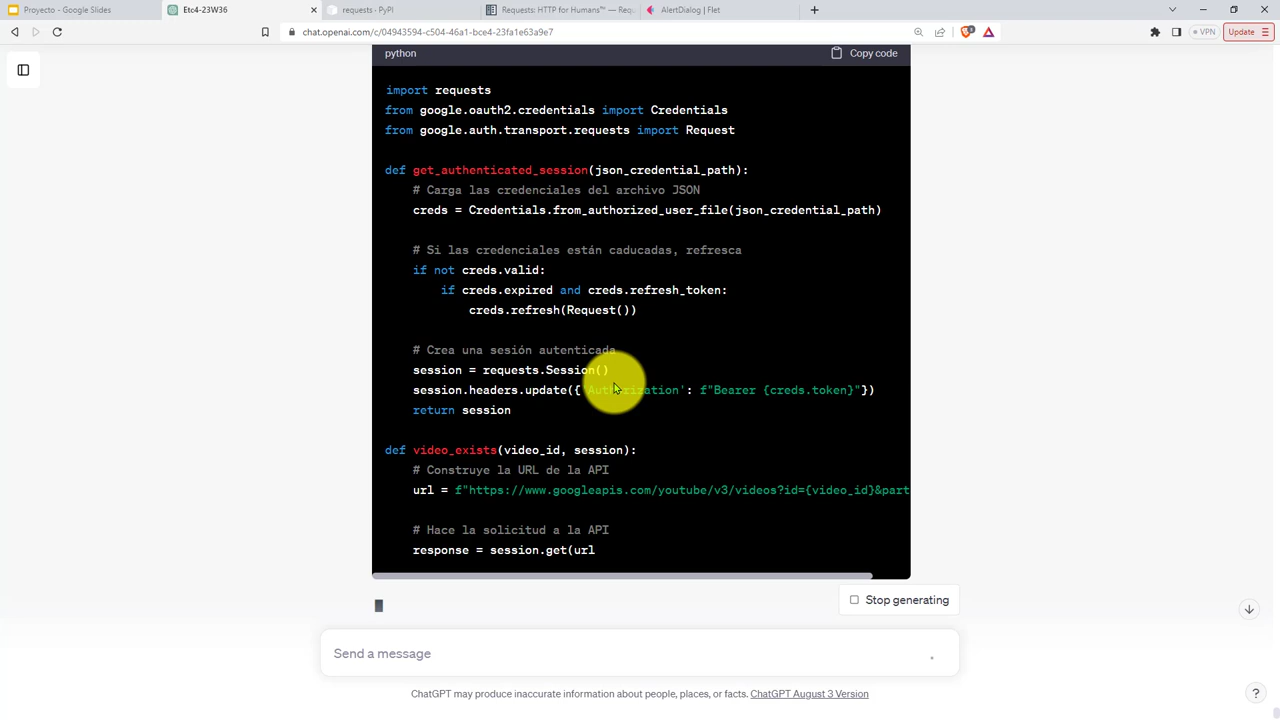 Proyecto - Google Slides
Etc4-23W36
requests · PyPI
Requests: HTTP for Humans™ — Requ
AlertDialog | Flet
chat.openai.com/c/04943594-c504-46a1-bce4-23fa1e63a9e7
VPN
Update
python
Copy code
import requests
from google.oauth2.credentials import Credentials
from google.auth.transport.requests import Request
def get_authenticated_session(json_credential_path):
# Carga las credenciales del archivo JSON
creds = Credentials.from_authorized_user_file(json_credential_path)
# Si las credenciales están caducadas, refresca
if not creds.valid:
if creds.expired and creds.refresh_token:
creds.refresh(Request())
# Crea una sesión autenticada
session = requests.Session()
session.headers.update({'Authorization': f"Bearer {creds.token}"})
return session
def video_exists(video_id, session):
# Construye la URL de la API
url = f"https://www.googleapis.com/youtube/v3/videos?id={video_id}&part
# Hace la solicitud a la API
response = session.get(url
Stop generating
Send a message
ChatGPT may produce inaccurate information about people, places, or facts. ChatGPT August 3 Version
?